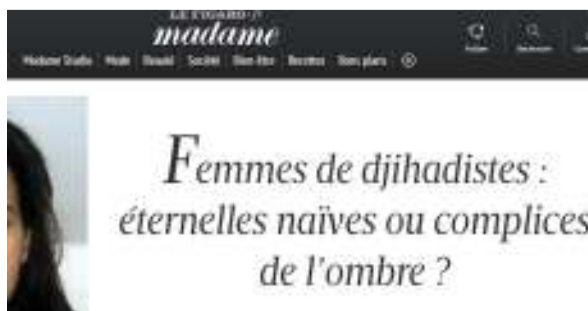 LE FIGARO.fr
madame
Madame Studio Mode Beauté Société Bien-être Recettes Bons plans
Femmes de djihadistes :
éternelles naïves ou complices
de l'ombre ?